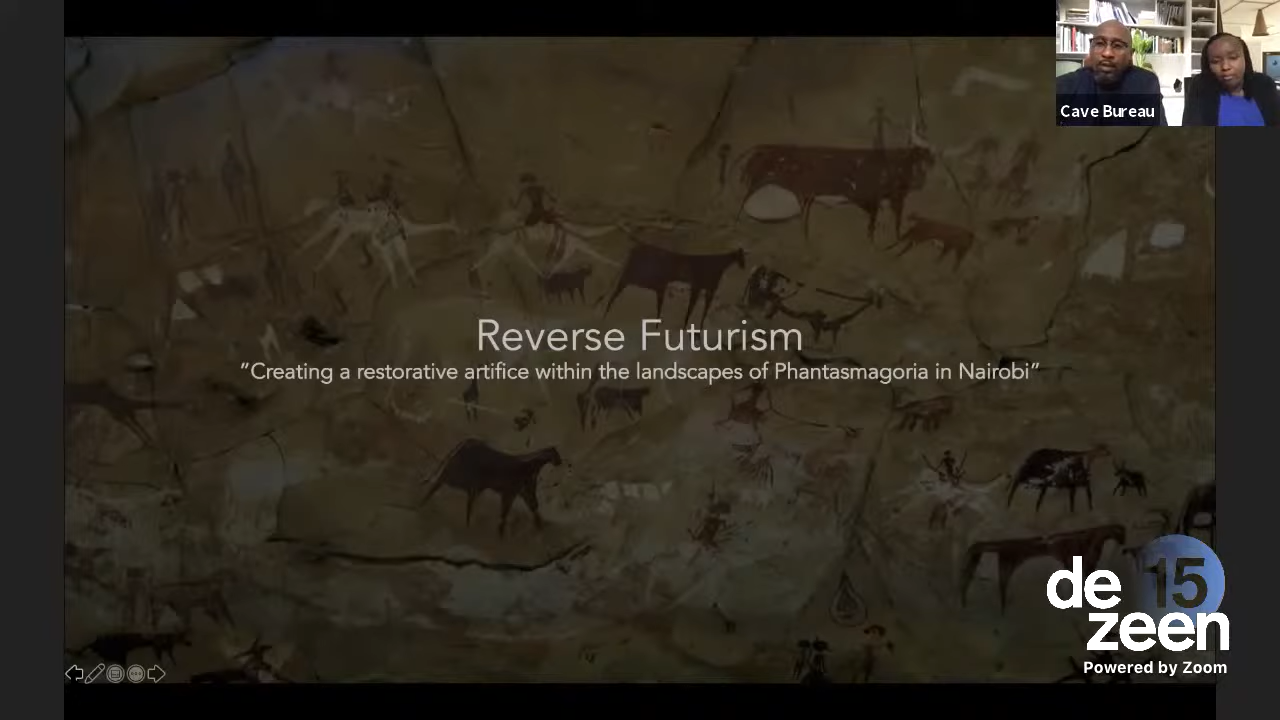 Cave Bureau
Reverse Futurism
"Creating a restorative artifice within the landscapes of Phantasmagoria in Nairobi"
de 15
zeen
Powered by Zoom